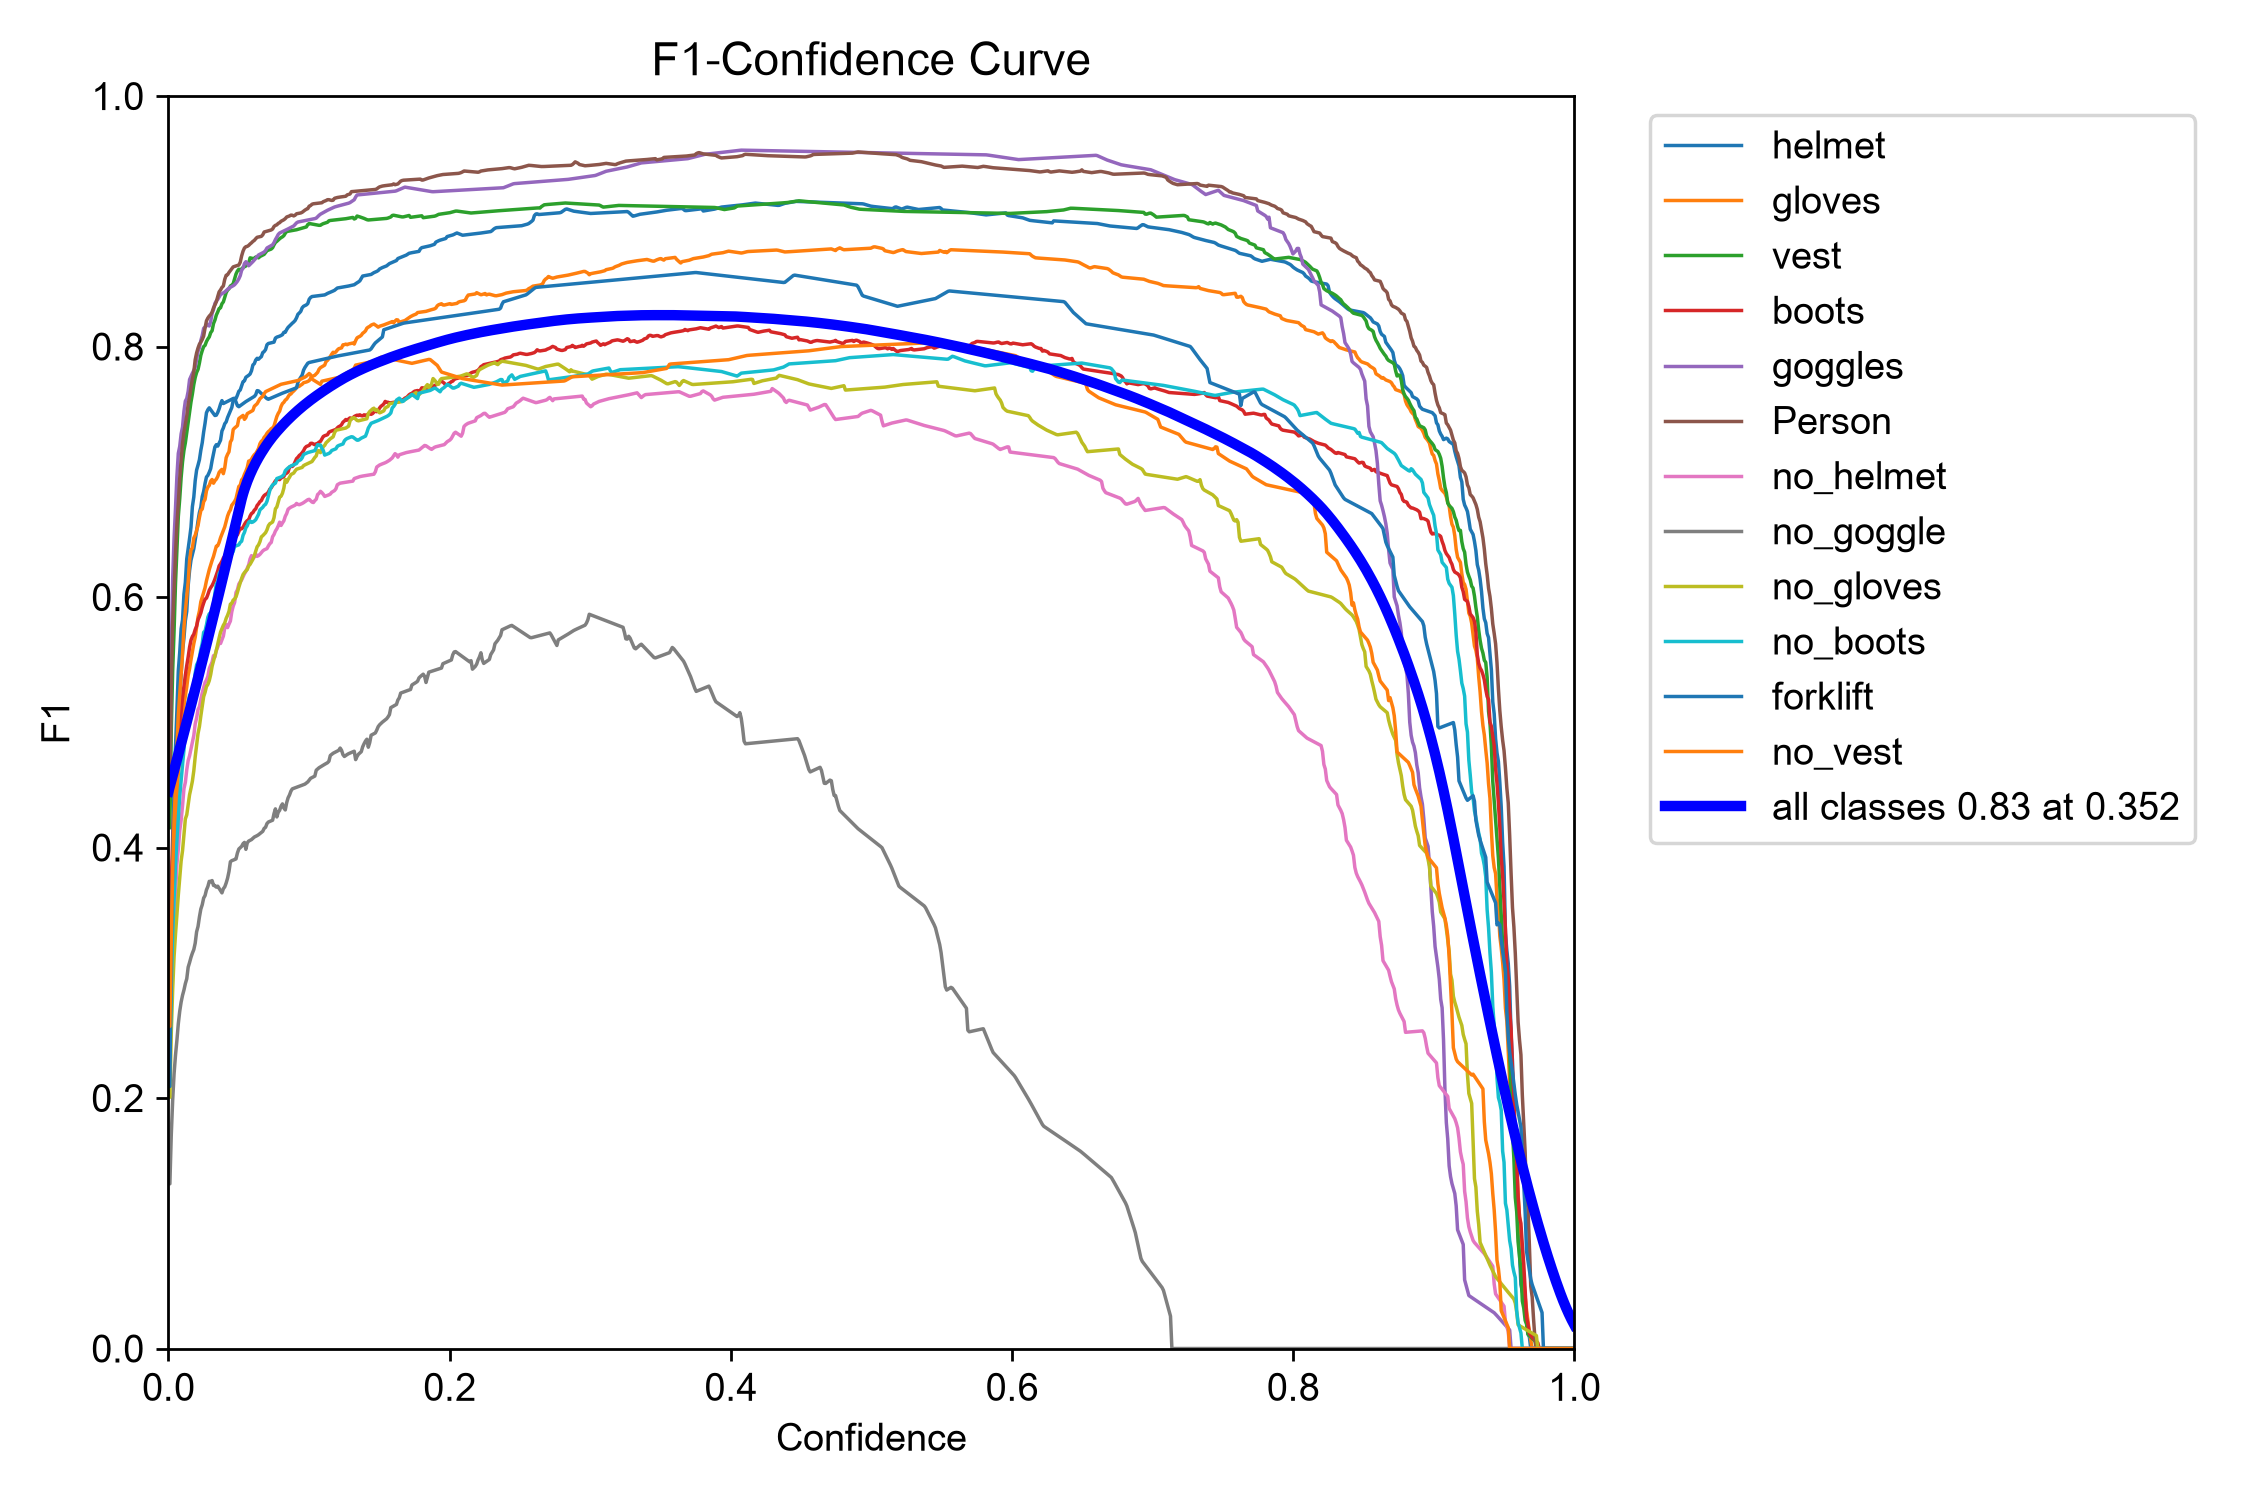 F1-Confidence Curve
1.0
0.8
0.6
0.4
0.2
0.0
F1
0.0 0.2 0.4 0.6 0.8 1.0
Confidence
helmet
gloves
vest
boots
goggles
Person
no_helmet
no_goggle
no_gloves
no_boots
forklift
no_vest
all classes 0.83 at 0.352